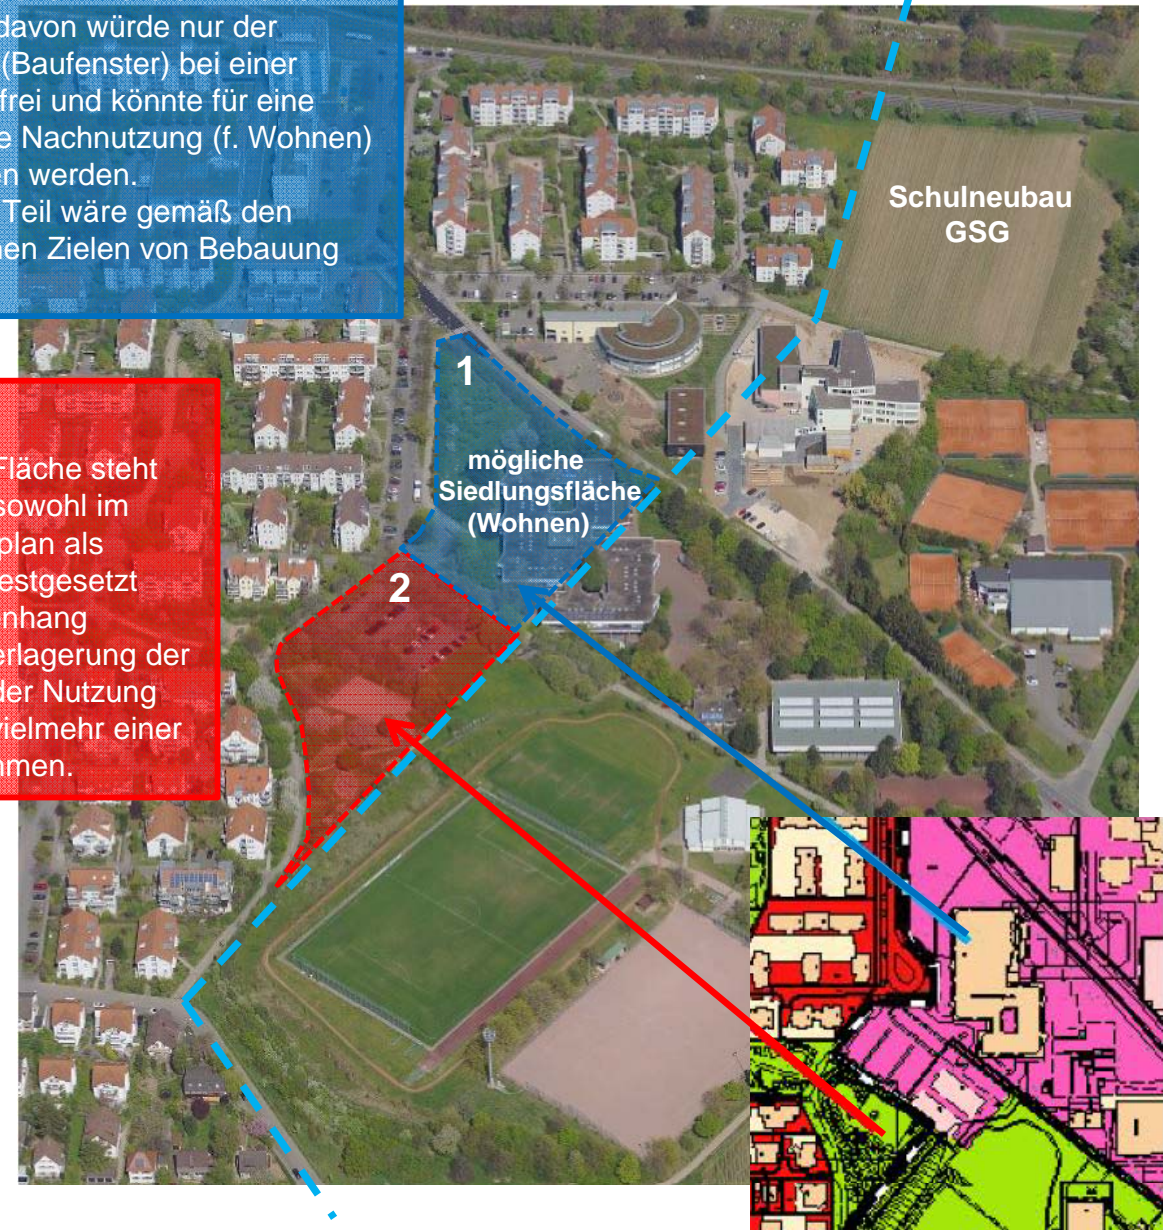 davon würde nur der
(Baufenster) bei einer
frei und könnte für eine
Nachnutzung (f. Wohnen)
werden.
Teil wäre gemäß den
Zielen von Bebauung
Schulneubau
GSG
1
mögliche
Siedlungsfläche
(Wohnen)
2
Fläche steht
sowohl im
plan als
estgesetzt
nhang
erlagerung der
der Nutzung
vielmehr einer
mmen.